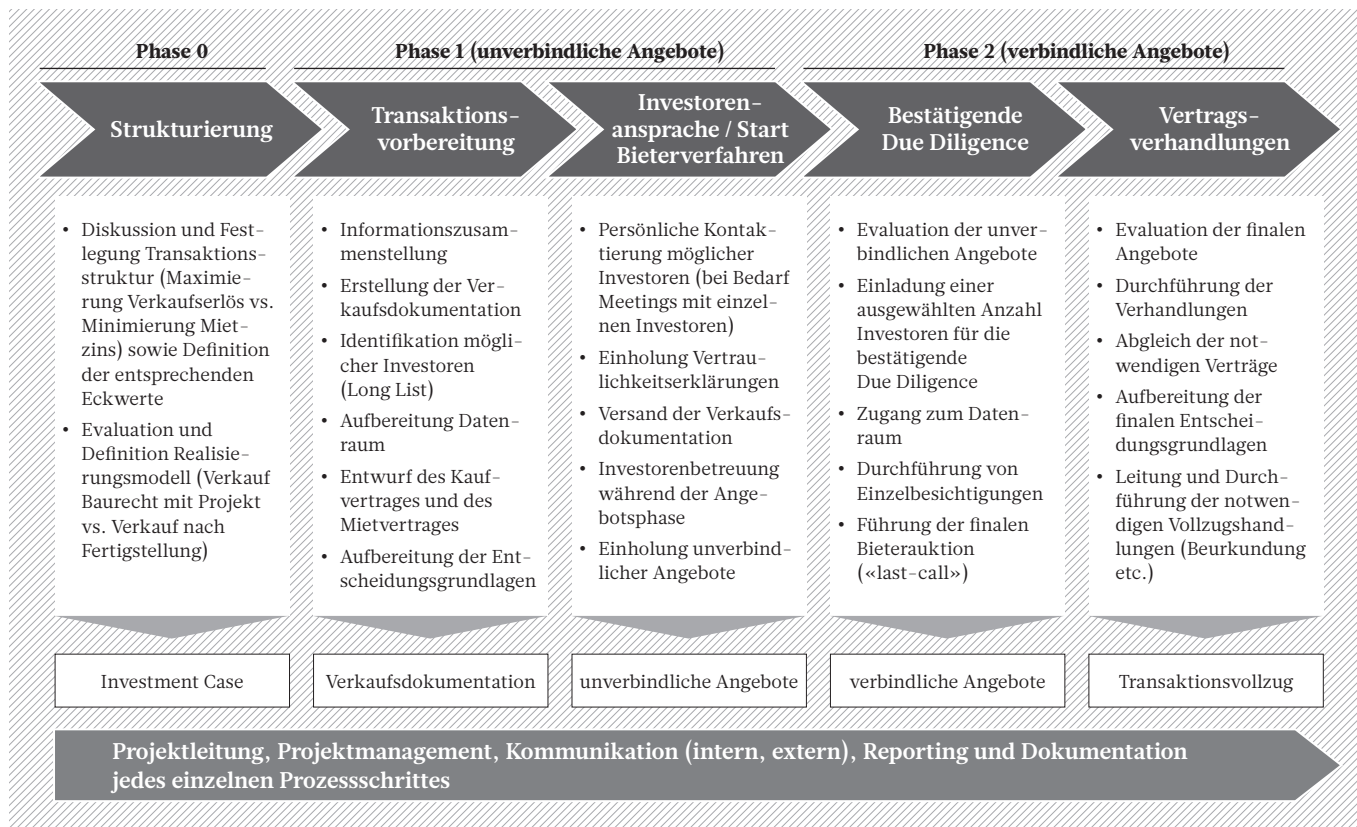 Phase 0
Phase 1 (unverbindliche Angebote)
Phase 2 (verbindliche Angebote)
Strukturierung
Transaktions-
vorbereitung
Investoren-
ansprache / Start
Bieterverfahren
Bestätigende
Due Diligence
Vertrags-
verhandlungen
• Diskussion und Fest-
legung Transaktions-
struktur (Maximie-
rung Verkaufserlös vs.
Minimierung Miet-
zins) sowie Definition
der entsprechenden
Eckwerte
• Evaluation und
Definition Realisie-
rungsmodell (Verkauf
Baurecht mit Projekt
vs. Verkauf nach
Fertigstellung)
• Informationszusam-
menstellung
• Erstellung der Ver-
kaufsdokumentation
• Identifikation mögli-
cher Investoren
(Long List)
• Aufbereitung Daten-
raum
• Entwurf des Kauf-
vertrages und des
Mietvertrages
• Aufbereitung der Ent-
scheidungsgrundlagen
• Persönliche Kontak-
tierung möglicher
Investoren (bei Bedarf
Meetings mit einzel-
nen Investoren)
• Einholung Vertrau-
lichkeitserklärungen
• Versand der Verkaufs-
dokumentation
• Investorenbetreuung
während der Ange-
botsphase
• Einholung unverbind-
licher Angebote
• Evaluation der unver-
bindlichen Angebote
• Einladung einer
ausgewählten Anzahl
Investoren für die
bestätigende
Due Diligence
• Zugang zum Daten-
raum
• Durchführung von
Einzelbesichtigungen
• Führung der finalen
Bieterauktion
(«last-call»)
• Evaluation der finalen
Angebote
• Durchführung der
Verhandlungen
• Abgleich der not-
wendigen Verträge
• Aufbereitung der
finalen Entschei-
dungsgrundlagen
• Leitung und Durch-
führung der notwen-
digen Vollzugshand-
lungen (Beurkundung
etc.)
Investment Case
Verkaufsdokumentation
unverbindliche Angebote
verbindliche Angebote
Transaktionsvollzug
Projektleitung, Projektmanagement, Kommunikation (intern, extern), Reporting und Dokumentation
jedes einzelnen Prozessschrittes